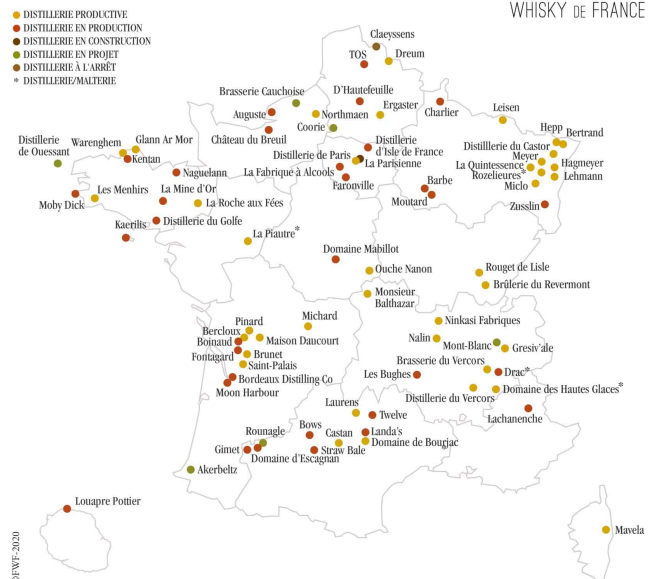 WHISKY DE FRANCE
DISTILLERIE PRODUCTIVE
DISTILLERIE EN PRODUCTION
DISTILLERIE EN CONSTRUCTION
DISTILLERIE EN PROJET
DISTILLERIE À L'ARRÊT
* DISTILLERIE/MALTERIE
Claeyssens
TOS
Dreum
Brasserie Cauchoise
D'Hautefeuille
Auguste
Northmaen
Ergaster
Charlier
Leisen
Château du Breuil
Coorie
Hepp
Bertrand
Distillerie
de Ouessant
Warenghem
Glann Ar Mor
Kentan
Distillerie
d'Isle de France
Distilllerie du Castor
Distillerie de Paris
La Parisienne
Meyer
La Quintessence
Hagmeyer
Naguelann
La Fabrique à Alcools
Rozelieures*
Lehmann
Faronville
Barbe
Miclo
Les Menhirs
La Mine d'Or
La Roche aux Fées
Moutard
Zusslin
Moby Dick
Kaerilis
Distillerie du Golfe
La Piautre*
Domaine Mabillot
Ouche Nanon
Rouget de Lisle
Brûlerie du Revermont
Monsieur
Balthazar
Michard
Ninkasi Fabriques
Pinard
Bercloux
Boinaud
Maison Daucourt
Nalin
Mont-Blanc
Gresiv'ale
Fontagard
Brunet
Saint-Palais
Brasserie du Vercors
Bordeaux Distilling Co
Les Bughes
Drac*
Moon Harbour
Domaine des Hautes Glaces*
Distillerie du Vercors
Laurens
Twelve
Lachanenche
Rounagle
Bows
Castan
Landa's
Gimet
Straw Bale
Domaine de Bourjac
Domaine d'Escagnan
Akerbeltz
Louapre Pottier
Mavela
DFWF-2020